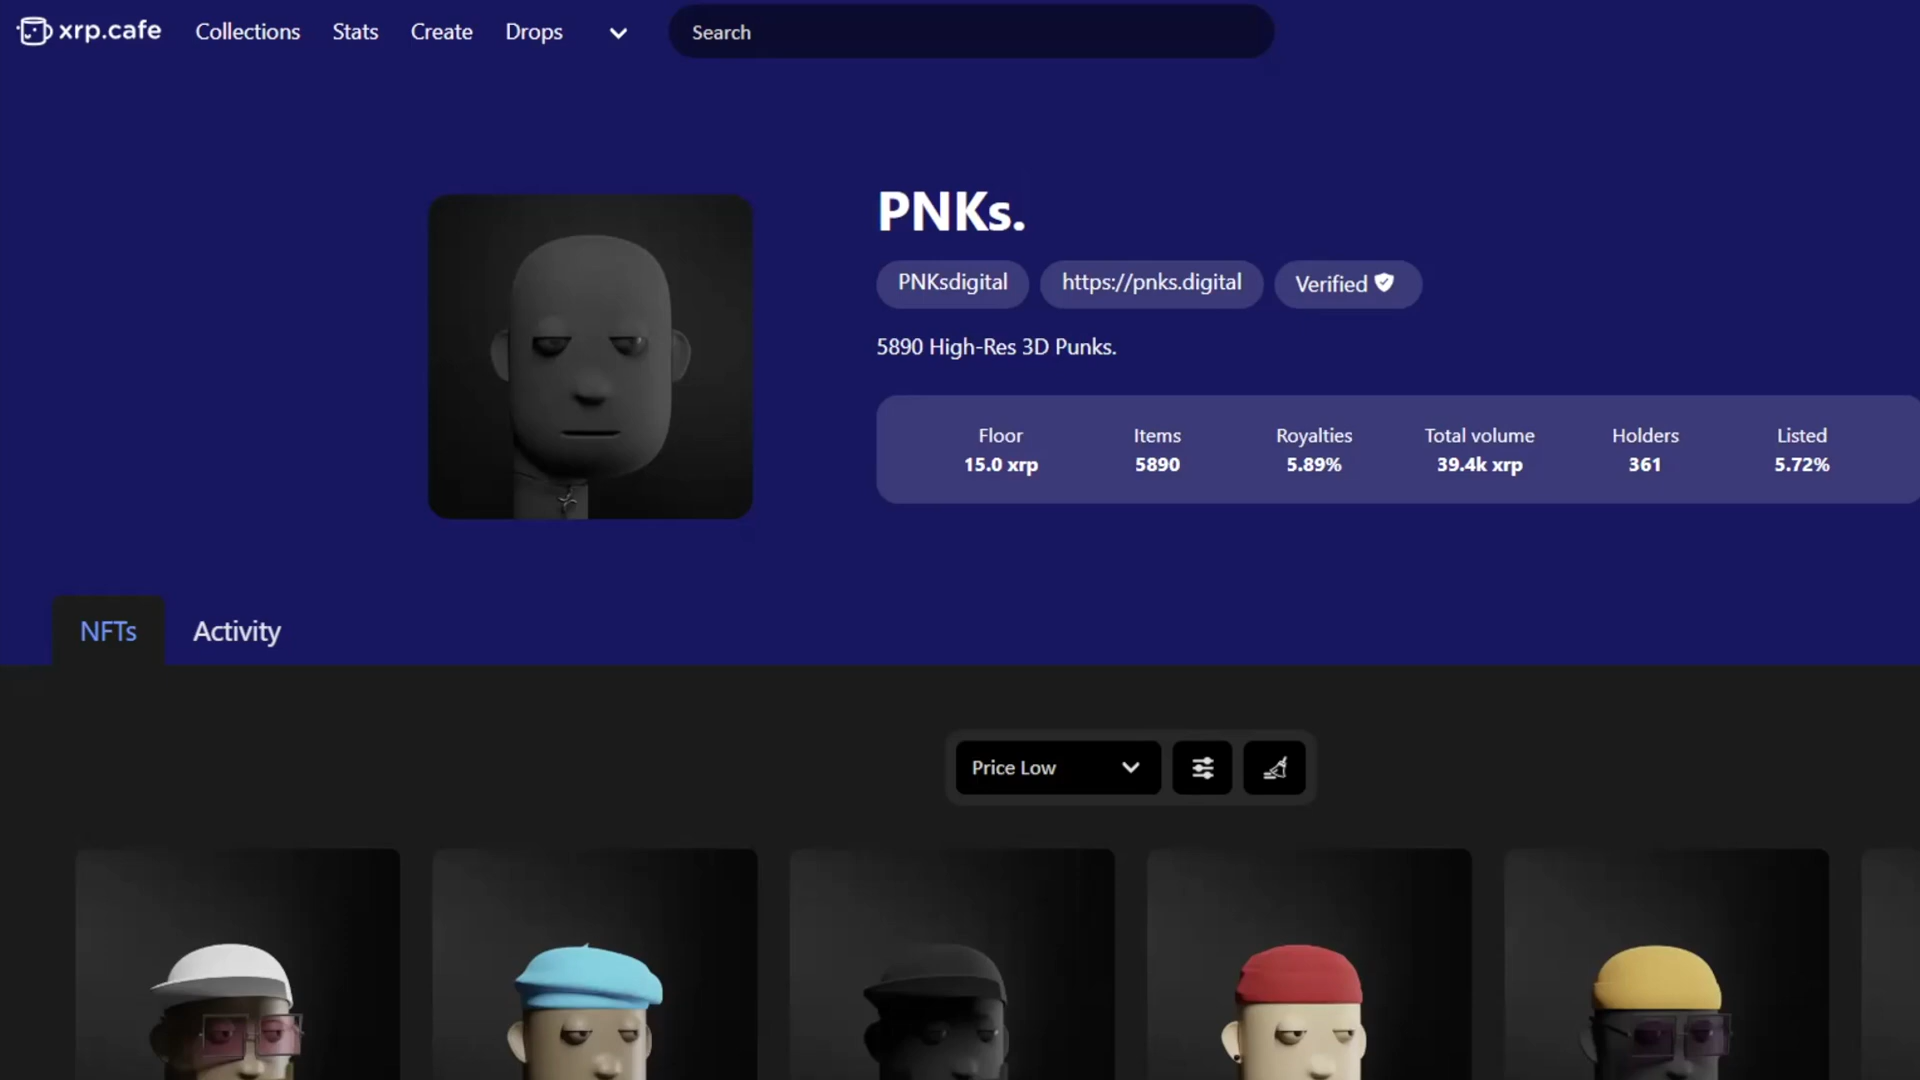 xrp.cafe Collections Stats Create Drops Search
PNKs.
PNKsdigital https://pnks.digital Verified
5890 High-Res 3D Punks.
Floor Items Royalties Total volume Holders Listed
15.0 xrp 5890 5.89% 39.4k xrp 361 5.72%
NFTs Activity
Price Low